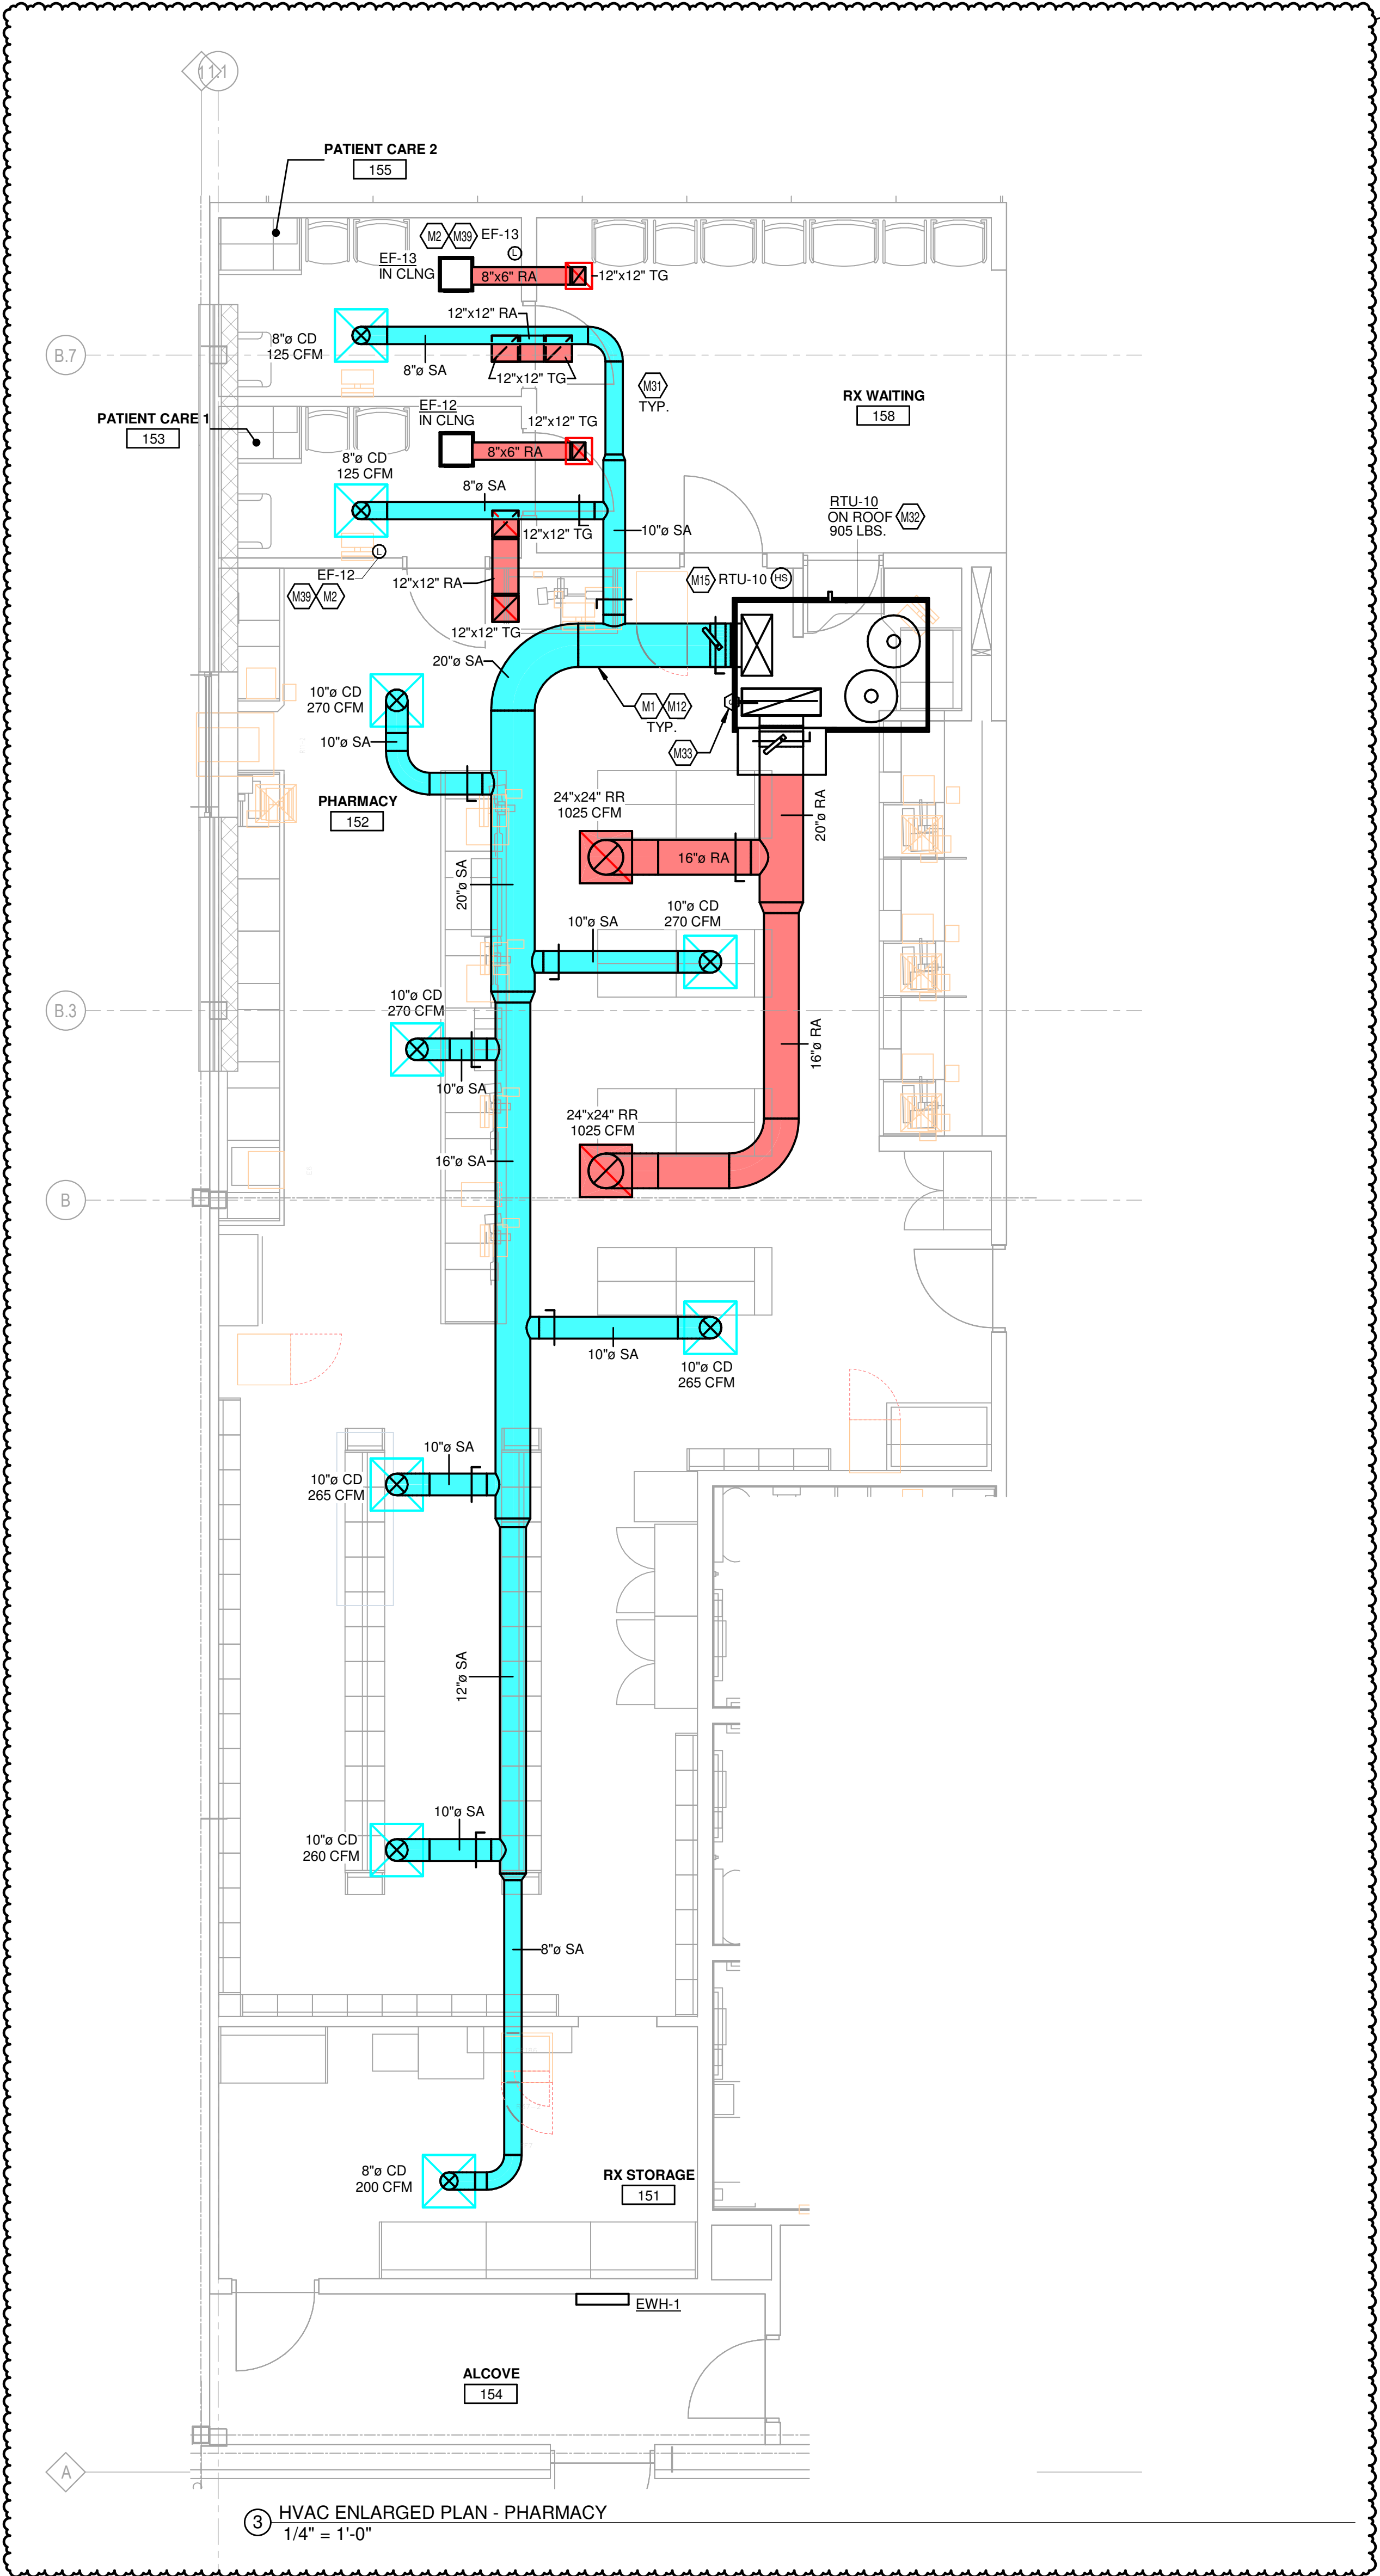 11.1
PATIENT CARE 2
155
M2 M39 EF-13
L
EF-13
IN CLNG
8"x6" RA
12"x12" TG
12"x12" RA
8"ø CD
125 CFM
8"ø SA
12"x12" TG
B.7
M31
TYP.
RX WAITING
158
PATIENT CARE 1
153
EF-12
IN CLNG
12"x12" TG
8"x6" RA
8"ø CD
125 CFM
8"ø SA
RTU-10
ON ROOF
905 LBS.
M32
10"ø SA
12"x12" TG
L
EF-12
M39 M2
12"x12" RA
M15 RTU-10 HS
12"x12" TG
20"ø SA
10"ø CD
270 CFM
M1 M12
TYP.
10"ø SA
M33
PHARMACY
152
24"x24" RR
1025 CFM
20"ø RA
16"ø RA
20"ø SA
10"ø CD
270 CFM
10"ø SA
B.3
10"ø CD
270 CFM
16"ø RA
10"ø SA
24"x24" RR
1025 CFM
16"ø SA
B
10"ø SA
10"ø CD
265 CFM
10"ø SA
10"ø CD
265 CFM
12"ø SA
10"ø SA
10"ø CD
260 CFM
8"ø SA
8"ø CD
200 CFM
RX STORAGE
151
EWH-1
ALCOVE
154
A
3 HVAC ENLARGED PLAN - PHARMACY
1/4" = 1'-0"